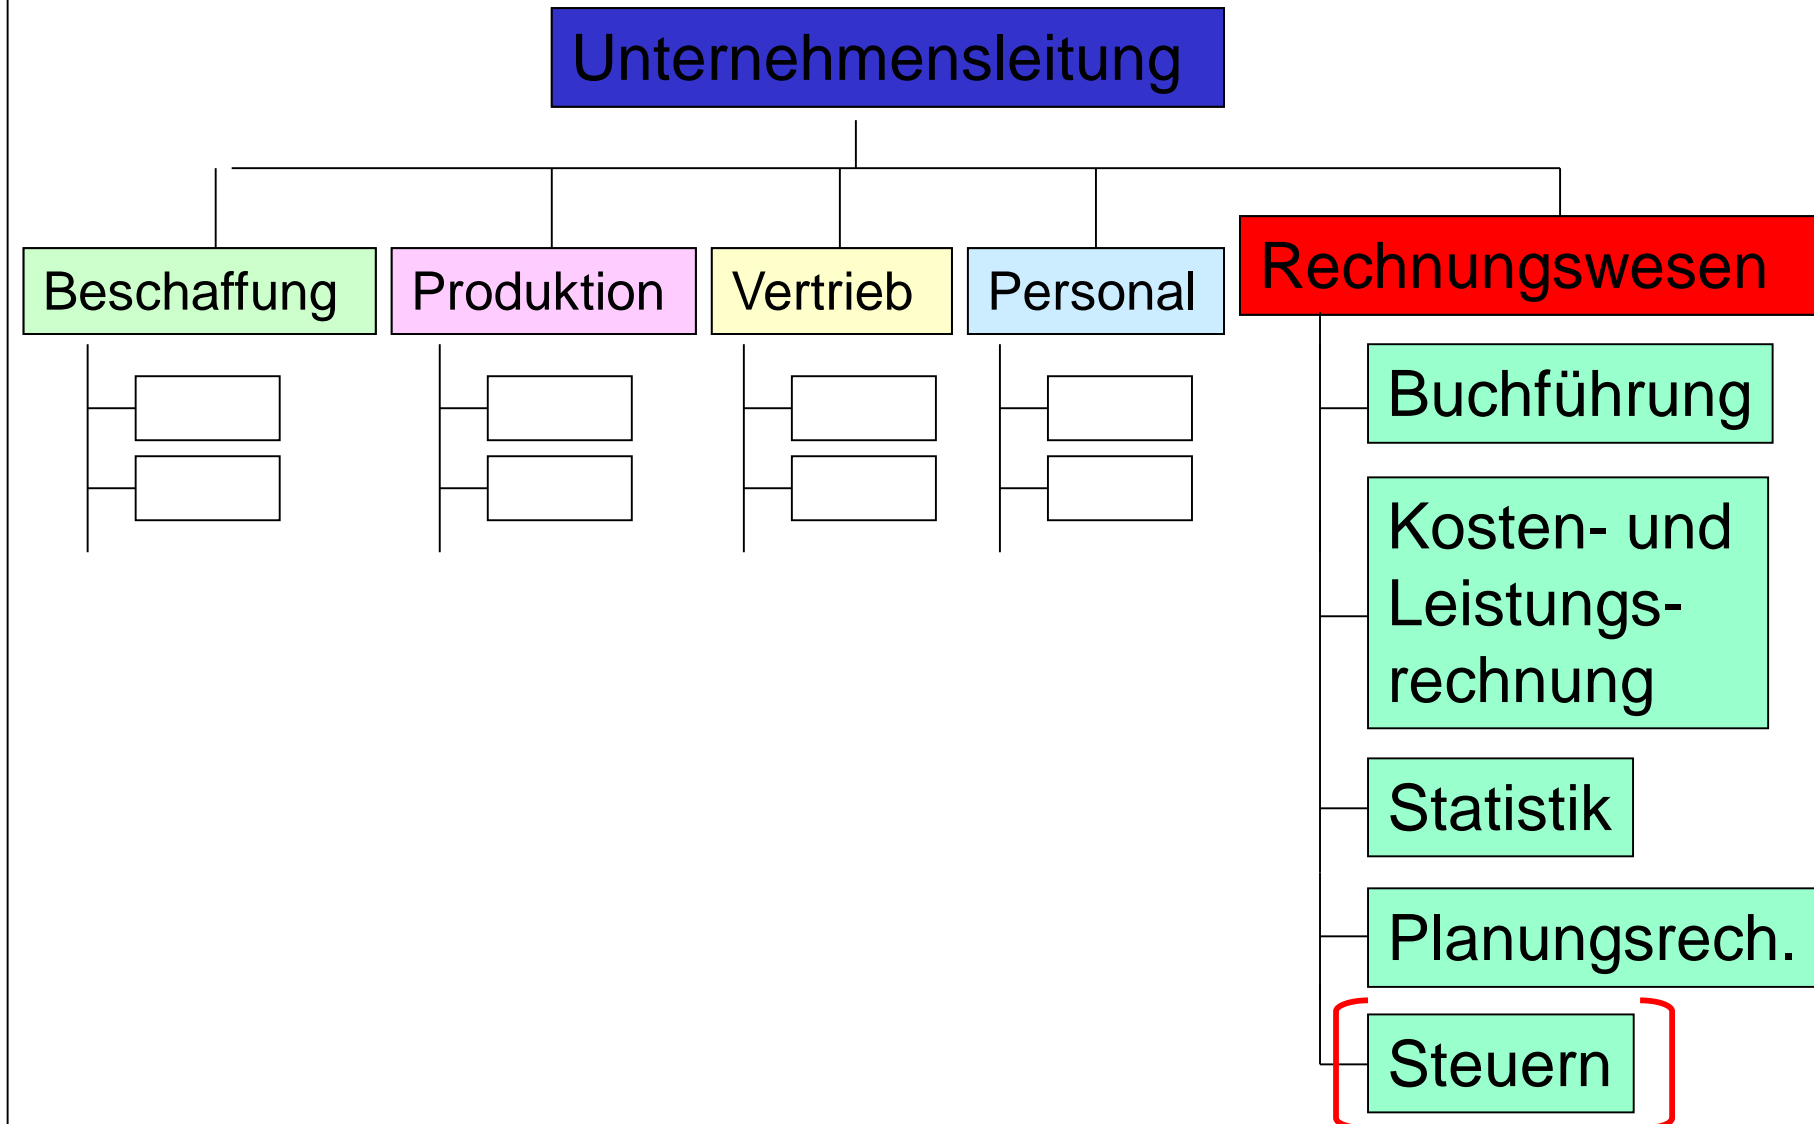 Unternehmensleitung
Beschaffung
Produktion
Vertrieb
Personal
Rechnungswesen
Buchführung
Kosten- und
Leistungs-
rechnung
Statistik
Planungsrech.
Steuern